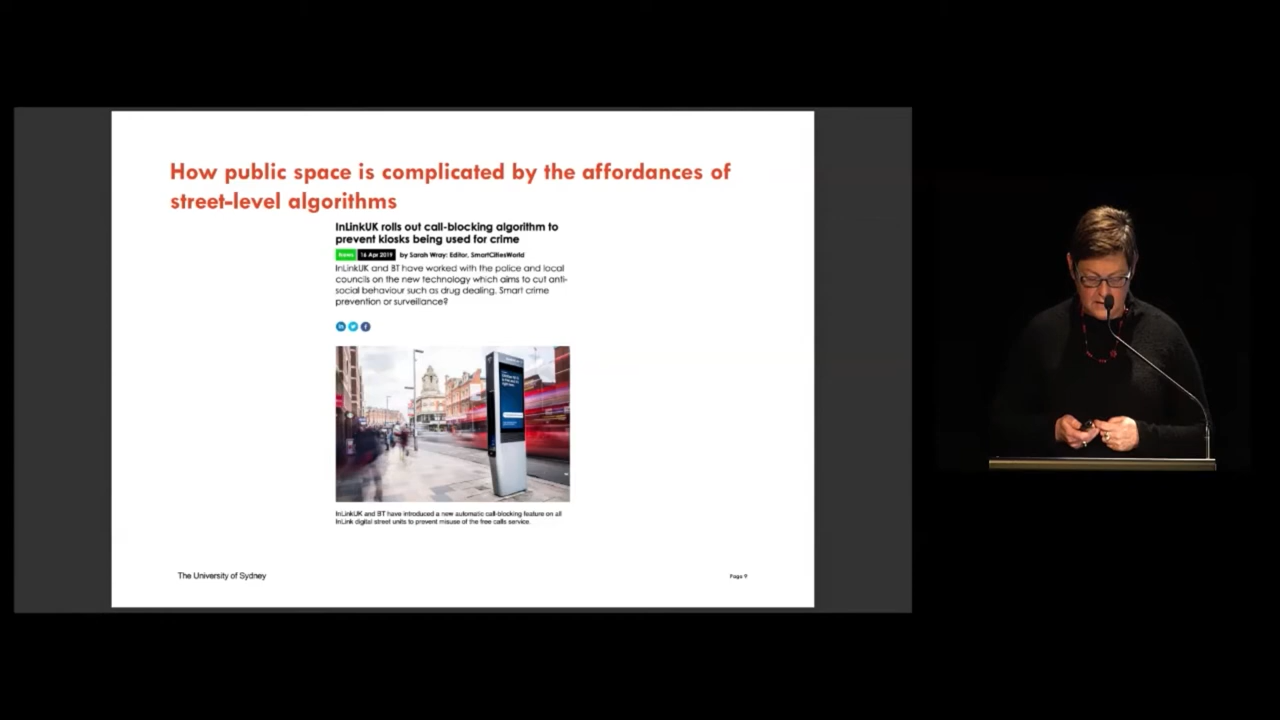 How public space is complicated by the affordances of
street-level algorithms
InLinkUK rolls out call-blocking algorithm to
prevent kiosks being used for crime
News 16 Apr 2019 by Sarah Wray: Editor, SmartCitiesWorld
InLinkUK and BT have worked with the police and local
councils on the new technology which aims to cut anti-
social behaviour such as drug dealing. Smart crime
prevention or surveillance?
InLinkUK and BT have introduced a new automatic call-blocking feature on all
InLink digital street units to prevent misuse of the free calls service.
The University of Sydney
Page 9